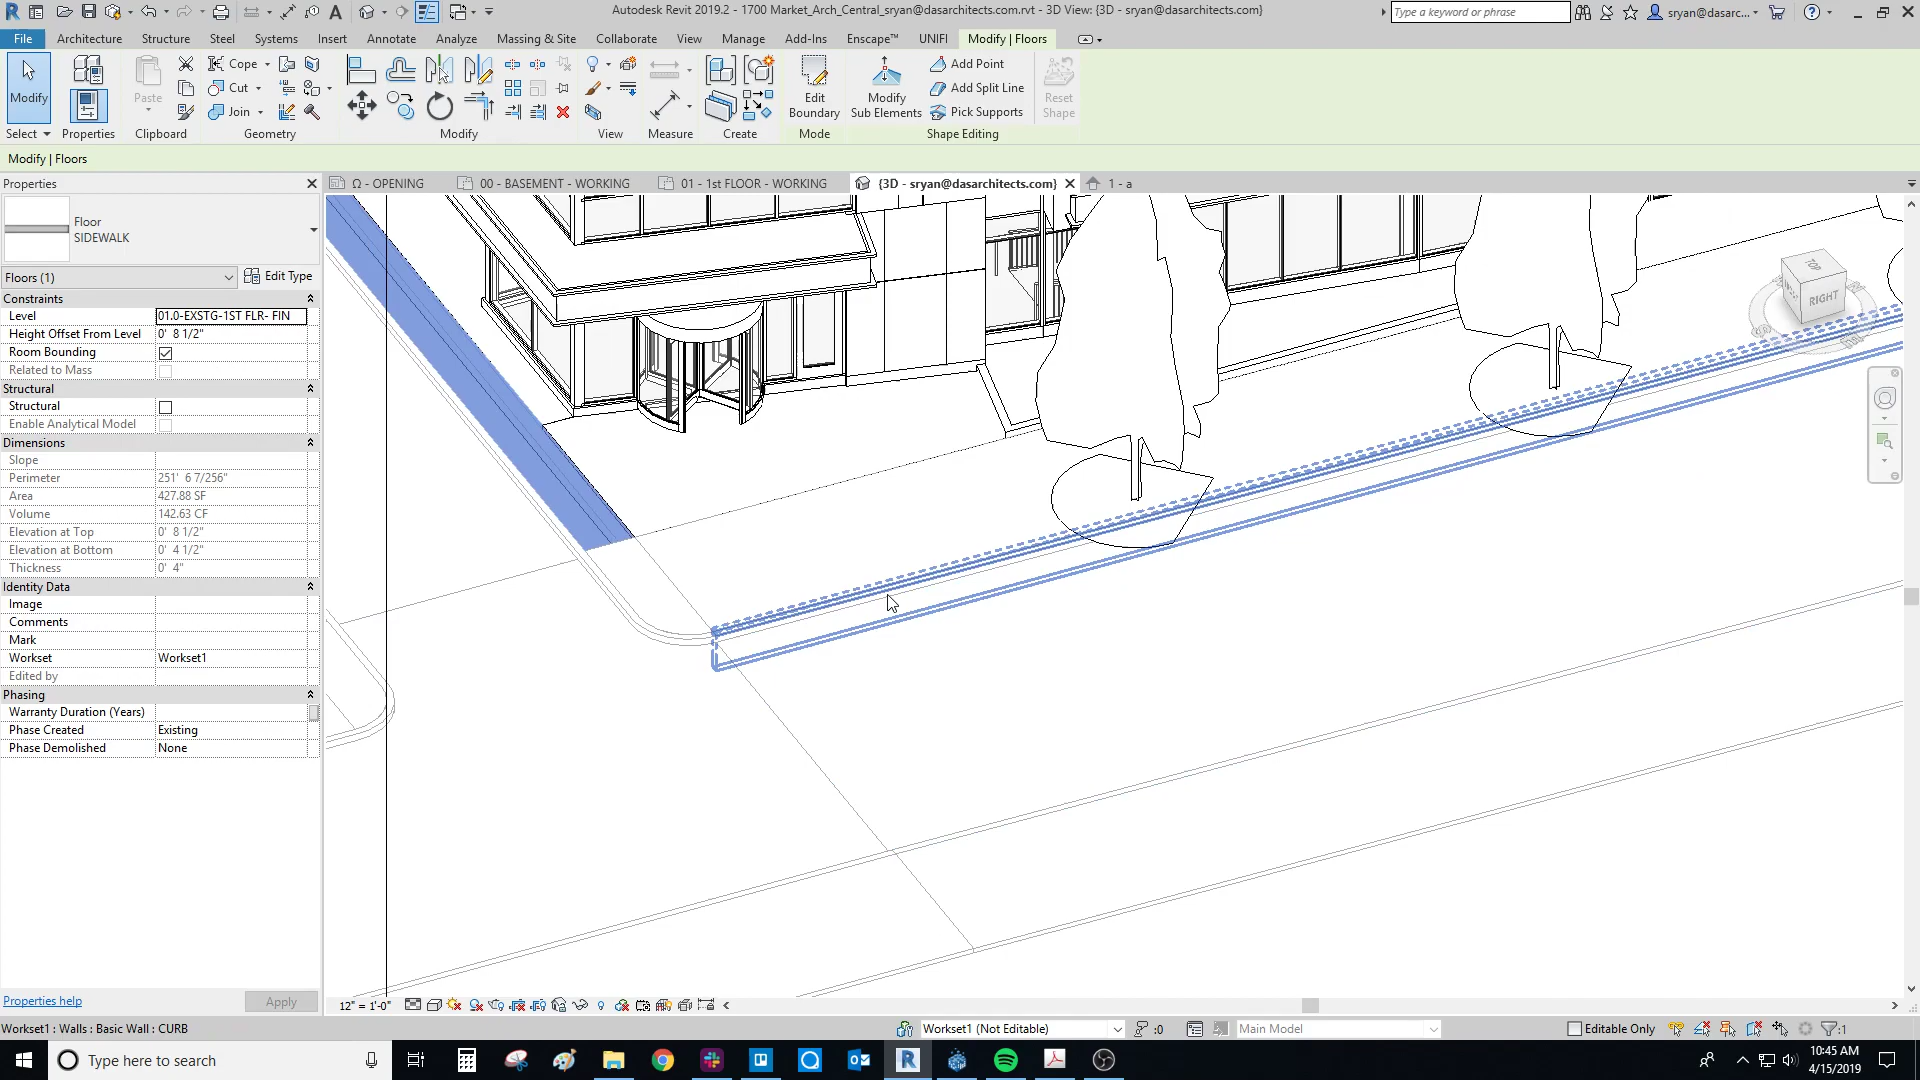 Autodesk Revit 2019.2 - 1700 Market_Arch_Central_sryan@dasarchitects.com.rvt - 3D View: {3D - sryan@dasarchitects.com}
Type a keyword or phrase
sryan@dasarc...
File
Architecture
Structure
Steel
Systems
Insert
Annotate
Analyze
Massing & Site
Collaborate
View
Manage
Add-Ins
Enscape™
UNIFI
Modify | Floors
Modify
Paste
Cope
Cut
Join
Edit
Boundary
Modify
Sub Elements
Add Point
Add Split Line
Pick Supports
Reset
Shape
Select
Properties
Clipboard
Geometry
Modify
View
Measure
Create
Mode
Shape Editing
Modify | Floors
Properties
Ω - OPENING
00 - BASEMENT - WORKING
01 - 1st FLOOR - WORKING
{3D - sryan@dasarchitects.com}
1 - a
Floor
SIDEWALK
Floors (1)
Edit Type
Constraints
Level 01.0-EXSTG-1ST FLR- FIN
Height Offset From Level 0' 8 1/2"
Room Bounding
Related to Mass
Structural
Structural
Enable Analytical Model
Dimensions
Slope
Perimeter 251' 6 7/256"
Area 427.88 SF
Volume 142.63 CF
Elevation at Top 0' 8 1/2"
Elevation at Bottom 0' 4 1/2"
Thickness 0' 4"
Identity Data
Image
Comments
Mark
Workset Workset1
Edited by
Phasing
Warranty Duration (Years)
Phase Created Existing
Phase Demolished None
TOP
RIGHT
Properties help
Apply
12" = 1'-0"
Workset1 : Walls : Basic Wall : CURB
Workset1 (Not Editable)
:0
Main Model
Editable Only
:1
Type here to search
10:45 AM
4/15/2019